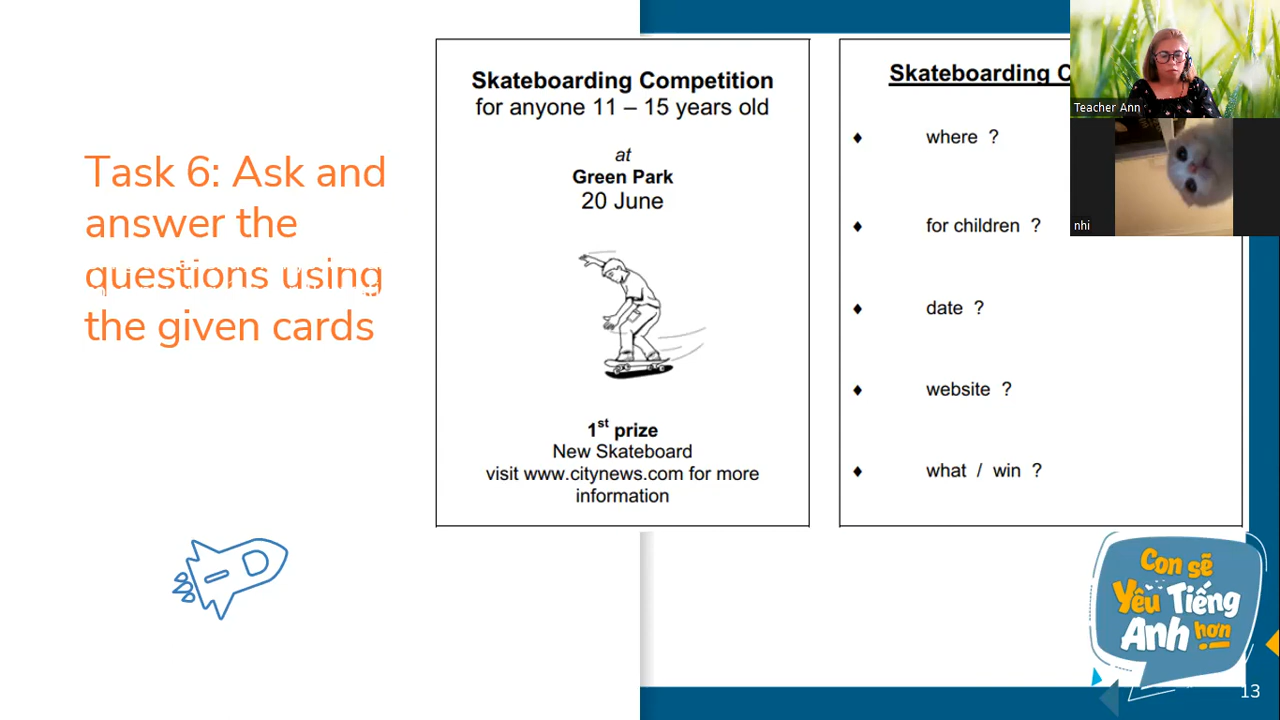 Task 6: Ask and
answer the
questions using
the given cards
Skateboarding Competition
for anyone 11 – 15 years old
at
Green Park
20 June
1st prize
New Skateboard
visit www.citynews.com for more
information
Skateboarding C
where ?
for children ?
date ?
website ?
what / win ?
Teacher Ann
nhi
Con sẽ
Yêu Tiếng
Anh hơn
13